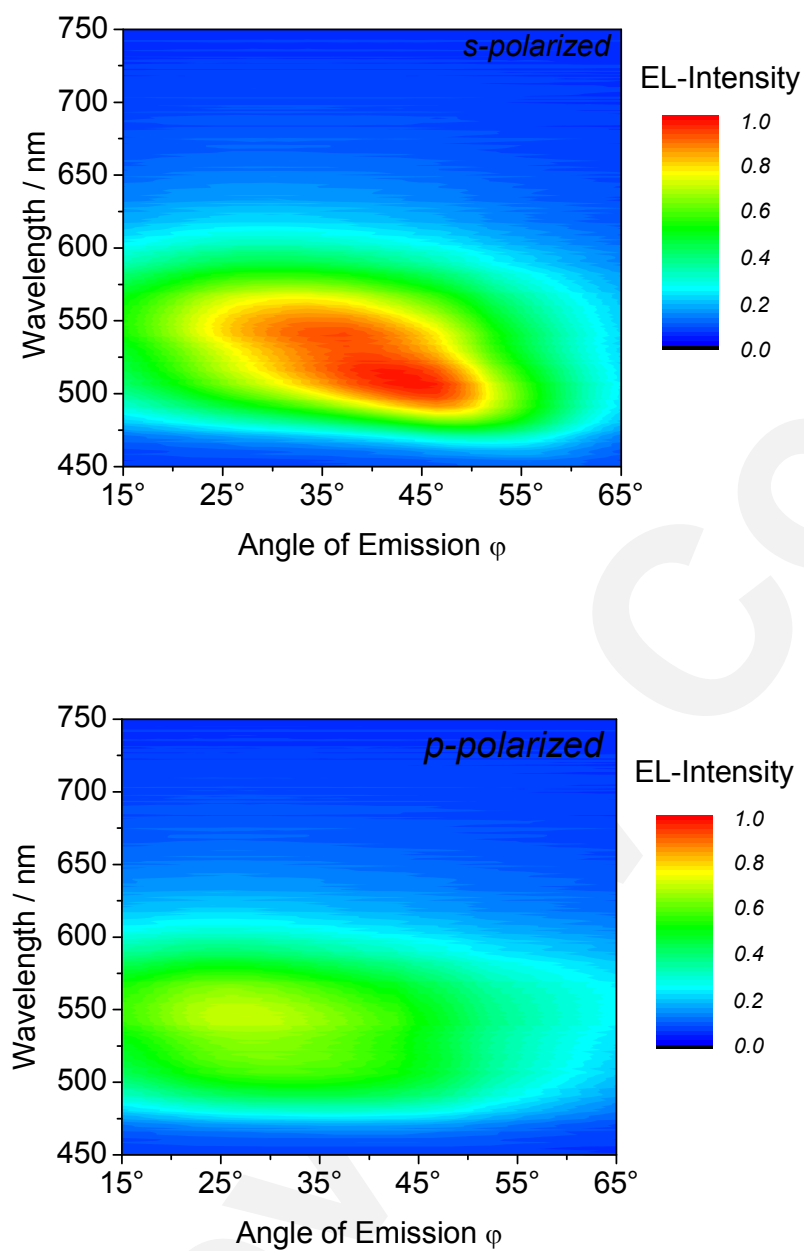 s-polarized
EL-Intensity
1.0
0.8
0.6
0.4
0.2
0.0
750
700
650
600
550
500
450
Wavelength / nm
15° 25° 35° 45° 55° 65°
Angle of Emission φ
p-polarized
EL-Intensity
1.0
0.8
0.6
0.4
0.2
0.0
750
700
650
600
550
500
450
Wavelength / nm
15° 25° 35° 45° 55° 65°
Angle of Emission φ